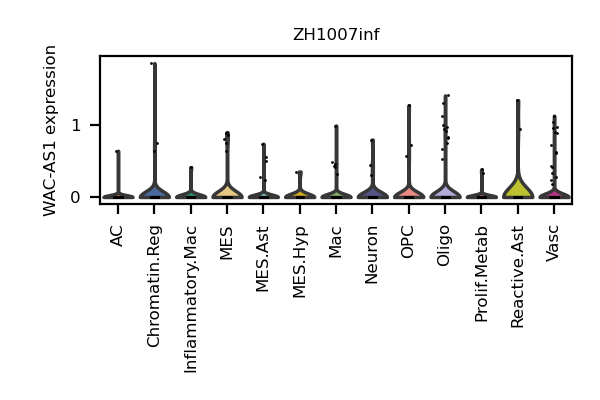 ZH1007inf
WAC-AS1 expression
1
0
AC
Chromatin.Reg
Inflammatory.Mac
MES
MES.Ast
MES.Hyp
Mac
Neuron
OPC
Oligo
Prolif.Metab
Reactive.Ast
Vasc